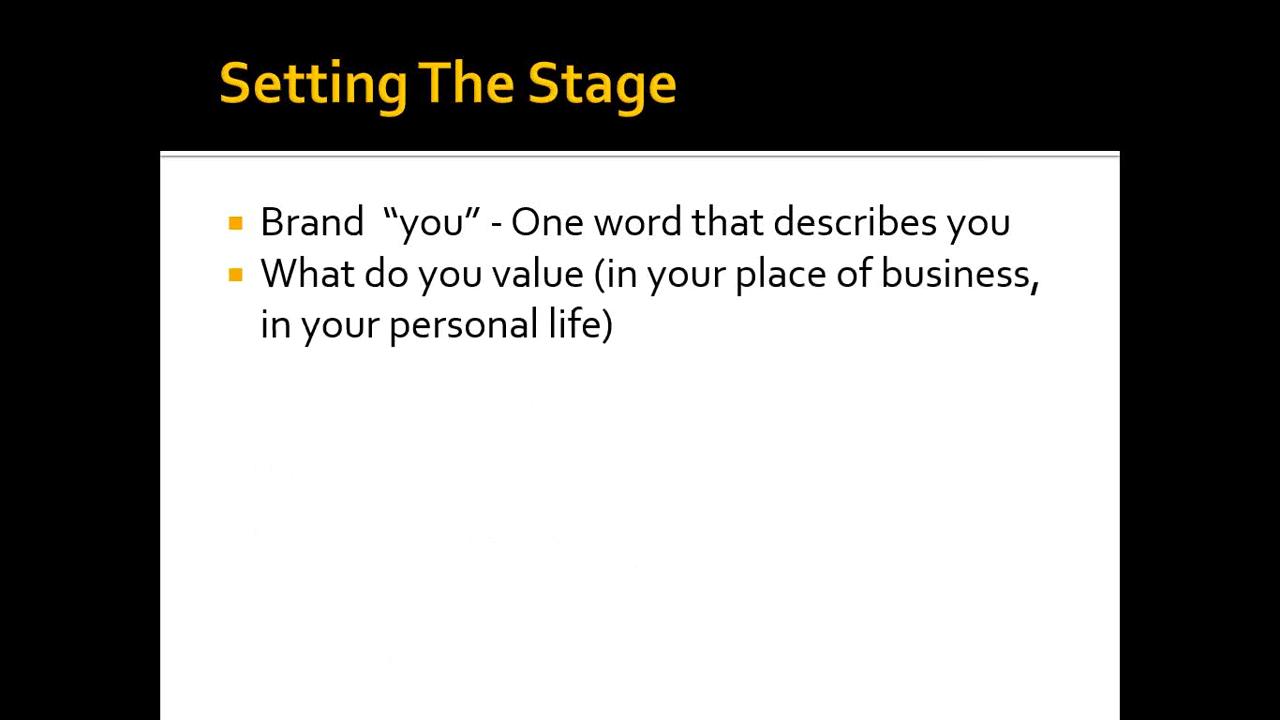 Setting The Stage
Brand “you” - One word that describes you
What do you value (in your place of business,
in your personal life)